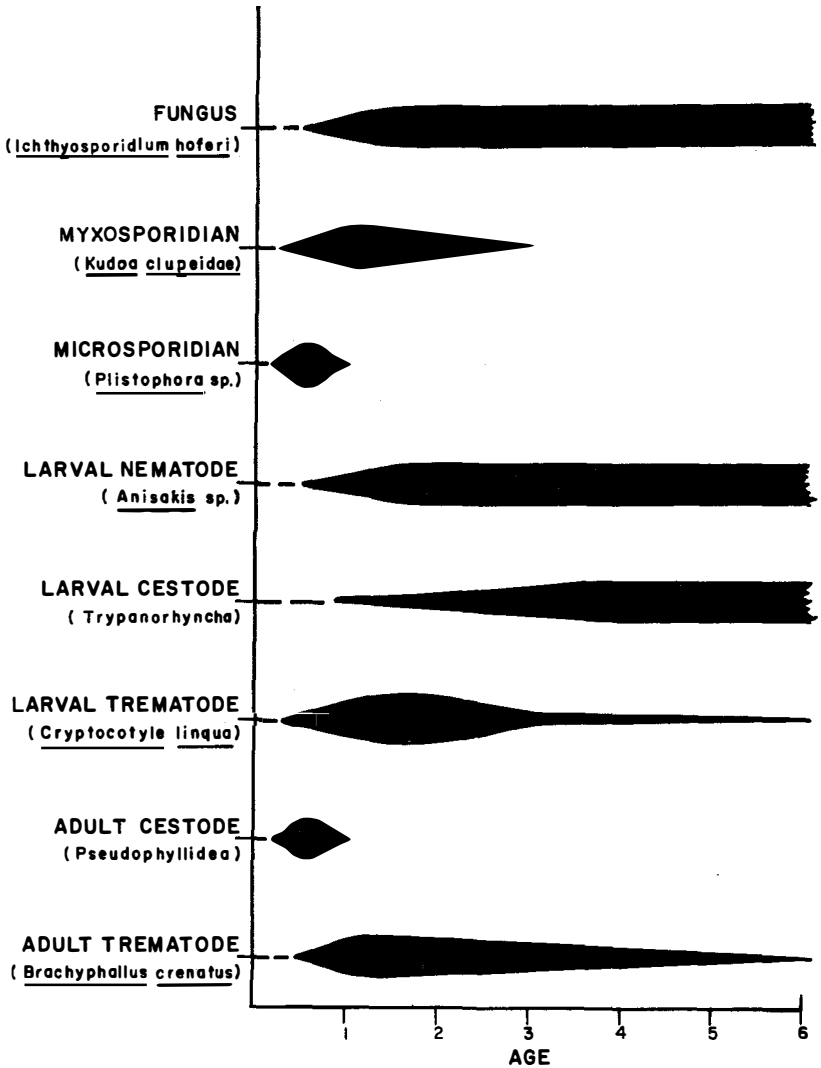 FUNGUS
(Ichthyosporidium hoferi)
MYXOSPORIDIAN
(Kudoa clupeidae)
MICROSPORIDIAN
(Plistophora sp.)
LARVAL NEMATODE
(Anisakis sp.)
LARVAL CESTODE
(Trypanorhyncha)
LARVAL TREMATODE
(Cryptocotyle linqua)
ADULT CESTODE
(Pseudophyllidea)
ADULT TREMATODE
(Brachyphallus crenatus)
1 2 3 4 5 6
AGE